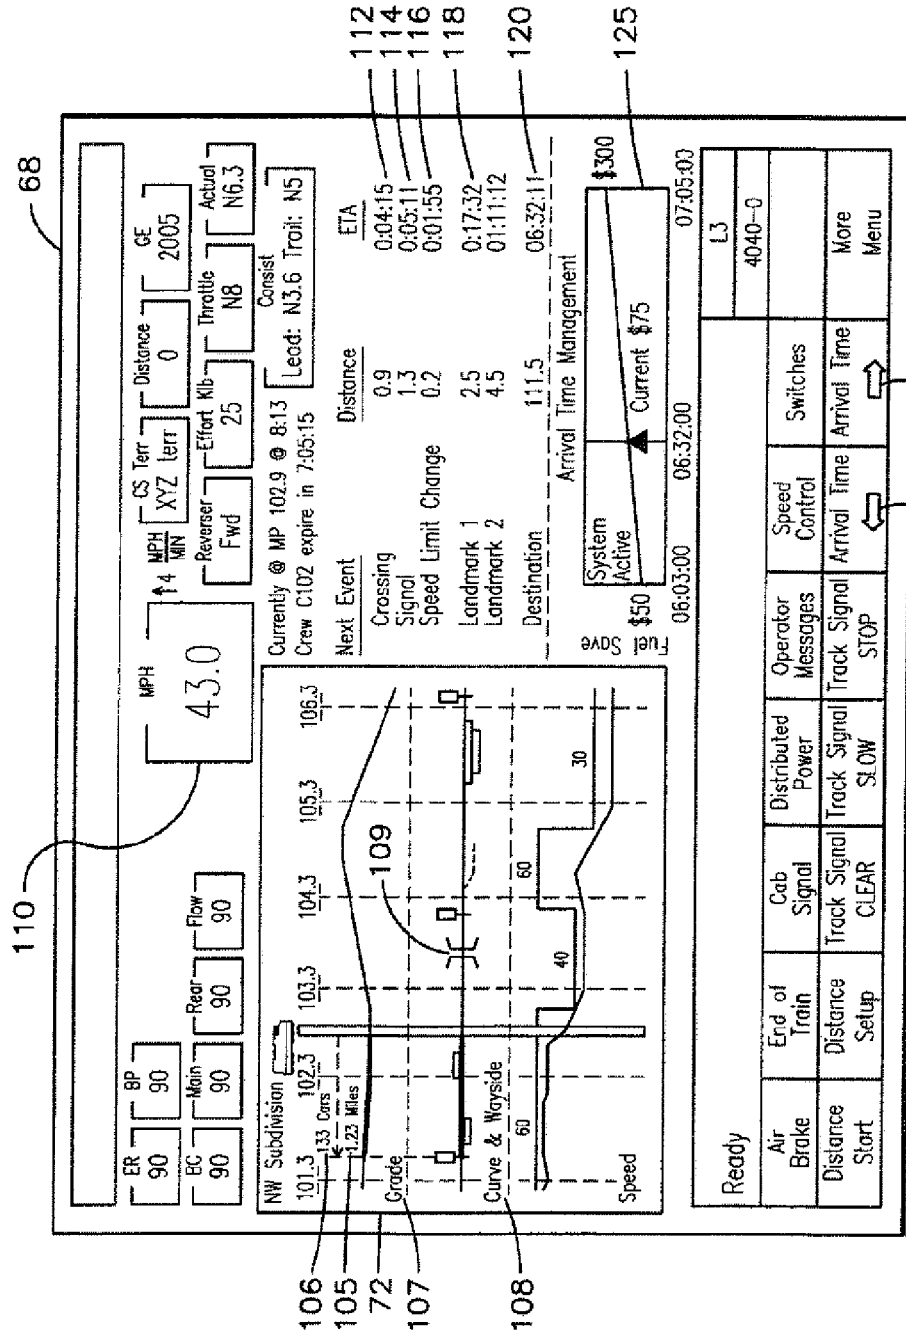 110
68
ER
90
BP
90
BC
90
Main
90
Rear
90
Flow
90
MPH
43.0
4 MPH
MIN
CS Terr
XYZ terr
Distance
0
GE
2005
Reverser
Fwd
Effort Klb
25
Throttle
N8
Actual
N6.3
Currently @ MP 102.9 @ 8:13
Crew C102 expire in 7:05:15
Consist
Lead: N3.6 Trail: N5
NW Subdivision
101.3 102.3 103.3 104.3 105.3 106.3
133 Cars
1.23 Miles
109
Grade
Curve & Wayside
60 40 60 30
Speed
106
105
72
107
108
Next Event Distance ETA
Crossing 0.9 0:04:15
Signal 1.3 0:05:11
Speed Limit Change 0.2 0:01:55
Landmark 1 2.5 0:17:32
Landmark 2 4.5 01:11:12
Destination 111.5 06:32:11
112
114
116
118
120
125
Arrival Time Management
Fuel Save
$50
System
Active
Current $75
$300
06:03:00 06:32:00 07:05:00
Ready
L3
4040-0
Air
Brake
End of
Train
Cab
Signal
Distributed
Power
Operator
Messages
Speed
Control
Switches
Distance
Start
Distance
Setup
Track Signal
CLEAR
Track Signal
SLOW
Track Signal
STOP
Arrival Time
Arrival Time
More
Menu